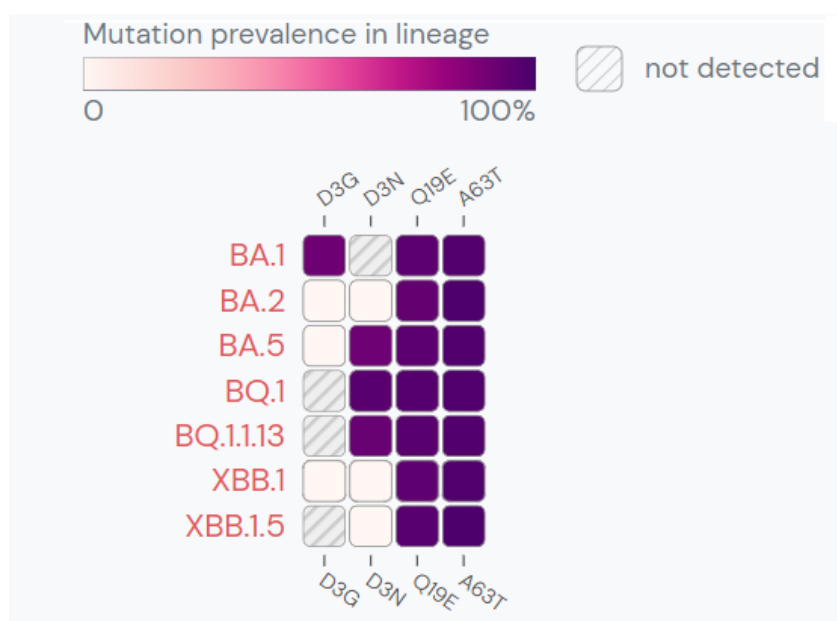 Mutation prevalence in lineage
not detected
0 100%
D3G D3N Q19E A63T
BA.1
BA.2
BA.5
BQ.1
BQ.1.1.13
XBB.1
XBB.1.5
D3G D3N Q19E A63T